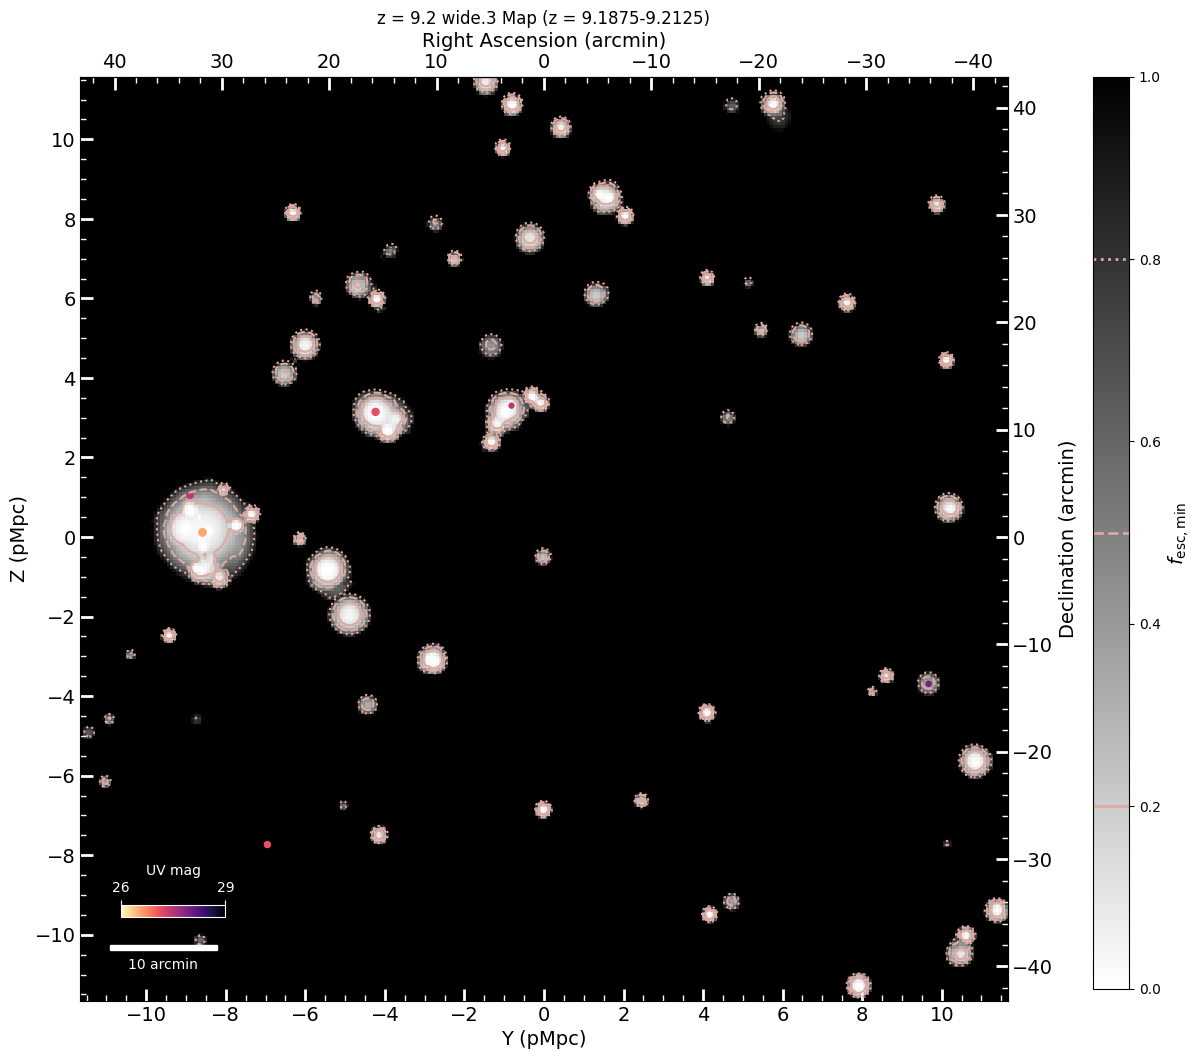 z = 9.2 wide.3 Map (z = 9.1875-9.2125)
Right Ascension (arcmin)
40 30 20 10 0 −10 −20 −30 −40
10 8 6 4 2 0 −2 −4 −6 −8 −10
Z (pMpc)
40 30 20 10 0 −10 −20 −30 −40
Declination (arcmin)
1.0
0.8
0.6
0.4
0.2
0.0
fesc,min
UV mag
26 29
10 arcmin
−10 −8 −6 −4 −2 0 2 4 6 8 10
Y (pMpc)